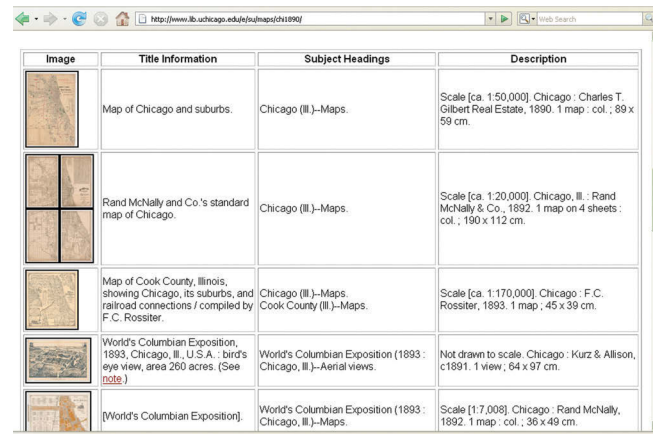 http://www.lib.uchicago.edu/e/su/maps/chi1890/
Web Search
Image
Title Information
Subject Headings
Description
Map of Chicago and suburbs.
Chicago (Ill.)--Maps.
Scale [ca. 1:50,000]. Chicago : Charles T.
Gilbert Real Estate, 1890. 1 map : col. ; 89 x
59 cm.
Rand McNally and Co.'s standard
map of Chicago.
Chicago (Ill.)--Maps.
Scale [ca. 1:20,000]. Chicago, Ill. : Rand
McNally & Co., 1892. 1 map on 4 sheets :
col. ; 190 x 112 cm.
Map of Cook County, Illinois,
showing Chicago, its suburbs, and
railroad connections / compiled by
F.C. Rossiter.
Chicago (Ill.)--Maps.
Cook County (Ill.)--Maps.
Scale [ca. 1:170,000]. Chicago : F.C.
Rossiter, 1893. 1 map ; 45 x 39 cm.
World's Columbian Exposition,
1893, Chicago, Ill., U.S.A. : bird's
eye view, area 260 acres. (See
note.)
World's Columbian Exposition (1893 :
Chicago, Ill.)--Aerial views.
Not drawn to scale. Chicago : Kurz & Allison,
c1891. 1 view ; 64 x 97 cm.
[World's Columbian Exposition].
World's Columbian Exposition (1893 :
Chicago, Ill.)--Maps.
Scale [1:7,008]. Chicago : Rand McNally,
1892. 1 map : col. ; 36 x 49 cm.